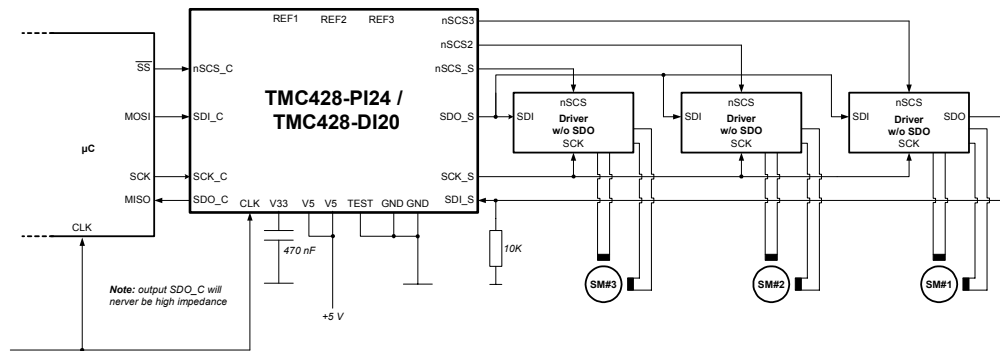 REF1 REF2 REF3
nSCS3
nSCS2
nSCS_S
SS
nSCS_C
TMC428-PI24 /
TMC428-DI20
MOSI
SDI_C
SDO_S
µC
SCK
SCK_C
SCK_S
MISO
SDO_C
CLK V33 V5 V5 TEST GND GND
SDI_S
CLK
470 nF
Note: output SDO_C will
nerver be high impedance
+5 V
10K
nSCS
SDI
Driver
w/o SDO
SCK
nSCS
SDI
Driver
w/o SDO
SCK
nSCS
SDI
SDO
Driver
w/o SDO
SCK
SM#3
SM#2
SM#1